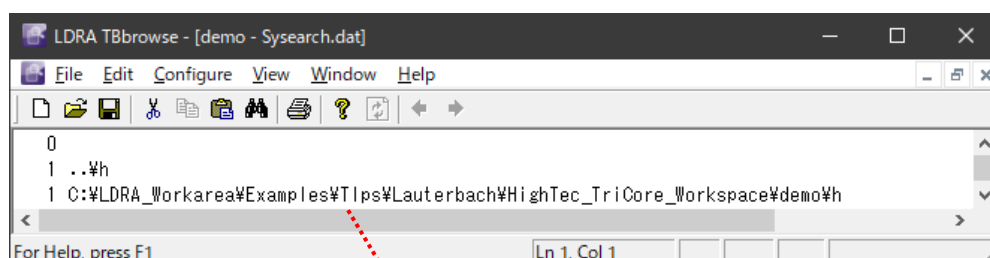 LDRA TBbrowse - [demo - Sysearch.dat]
File Edit Configure View Window Help
0
1 ..¥h
1 C:¥LDRA_Workarea¥Examples¥Tlps¥Lauterbach¥HighTec_TriCore_Workspace¥demo¥h
For Help, press F1 Ln 1, Col 1